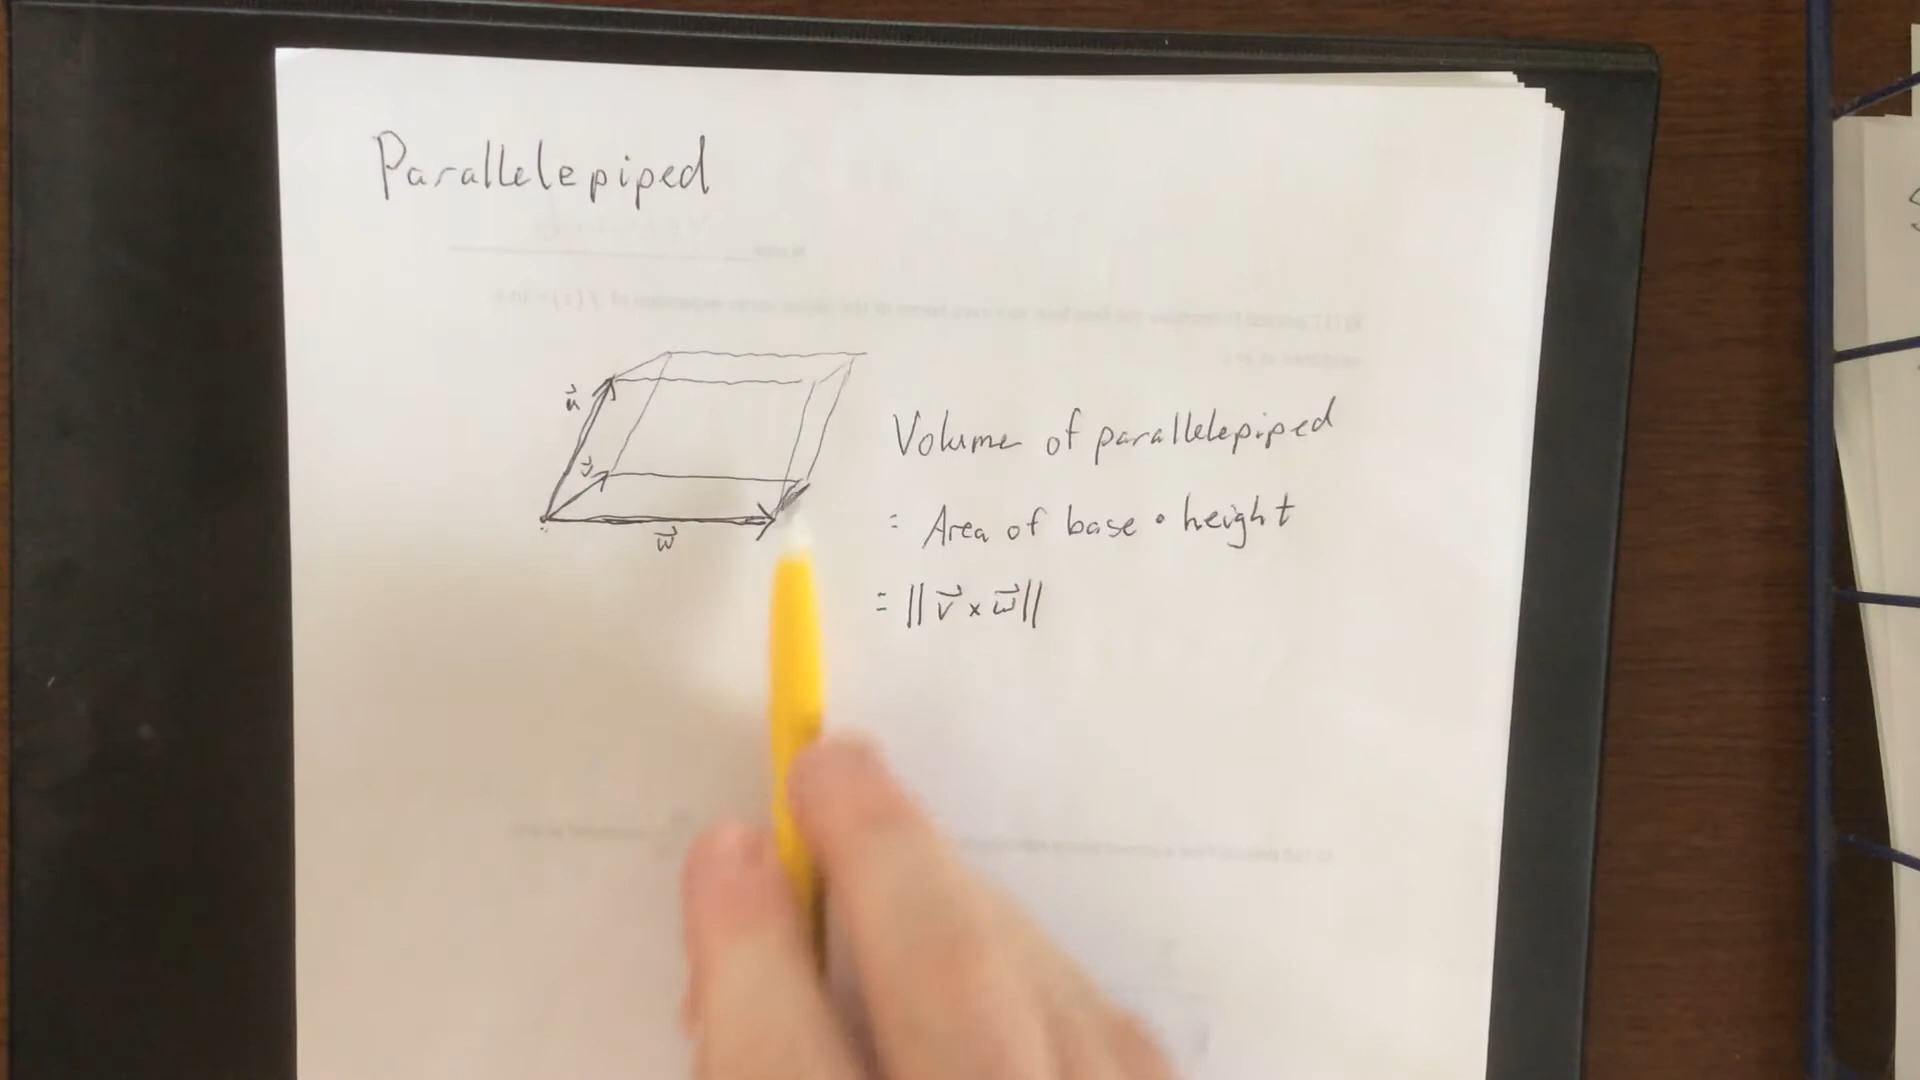 Parallelepiped
u⃗
v⃗
w⃗
Volume of parallelepiped
= Area of base • height
= ||v⃗ × w⃗||